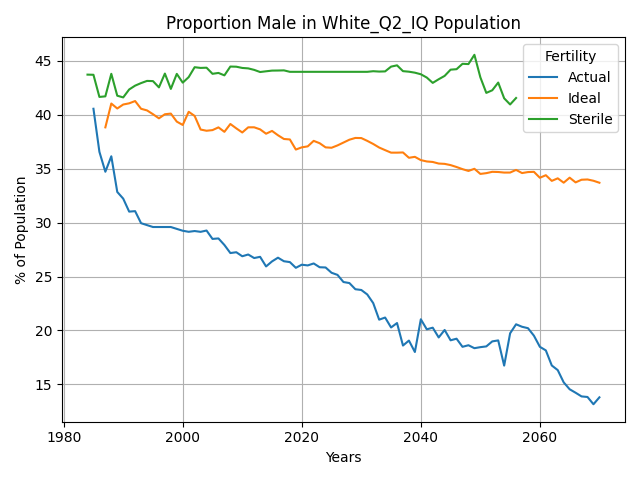 Proportion Male in White_Q2_IQ Population
Fertility
Actual
Ideal
Sterile
% of Population
45
40
35
30
25
20
15
1980
2000
2020
2040
2060
Years